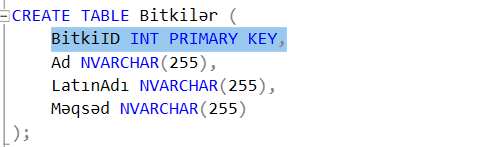 CREATE TABLE Bitkilər (
BitkiID INT PRIMARY KEY,
Ad NVARCHAR(255),
LatınAdı NVARCHAR(255),
Məqsəd NVARCHAR(255)
);